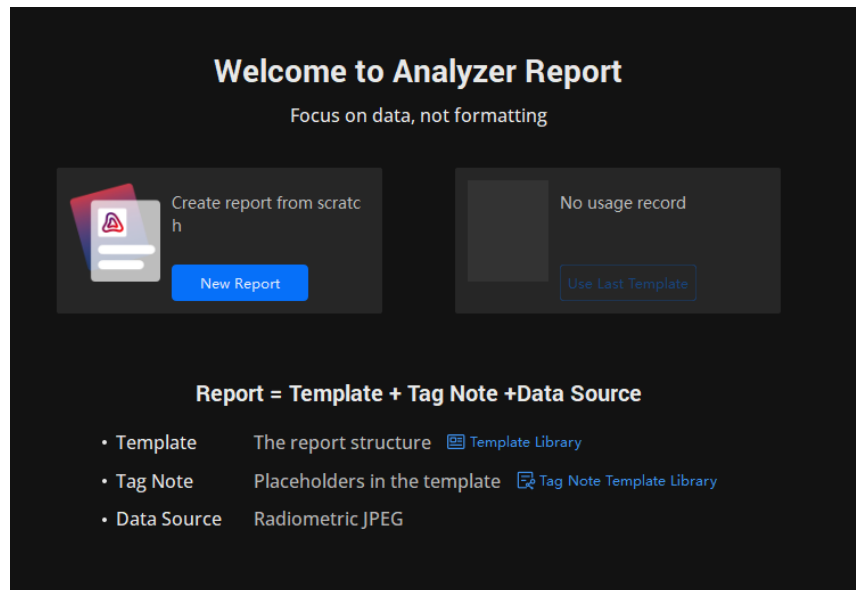 Welcome to Analyzer Report
Focus on data, not formatting
Create report from scratc
h
New Report
No usage record
Use Last Template
Report = Template + Tag Note +Data Source
• Template The report structure Template Library
• Tag Note Placeholders in the template Tag Note Template Library
• Data Source Radiometric JPEG